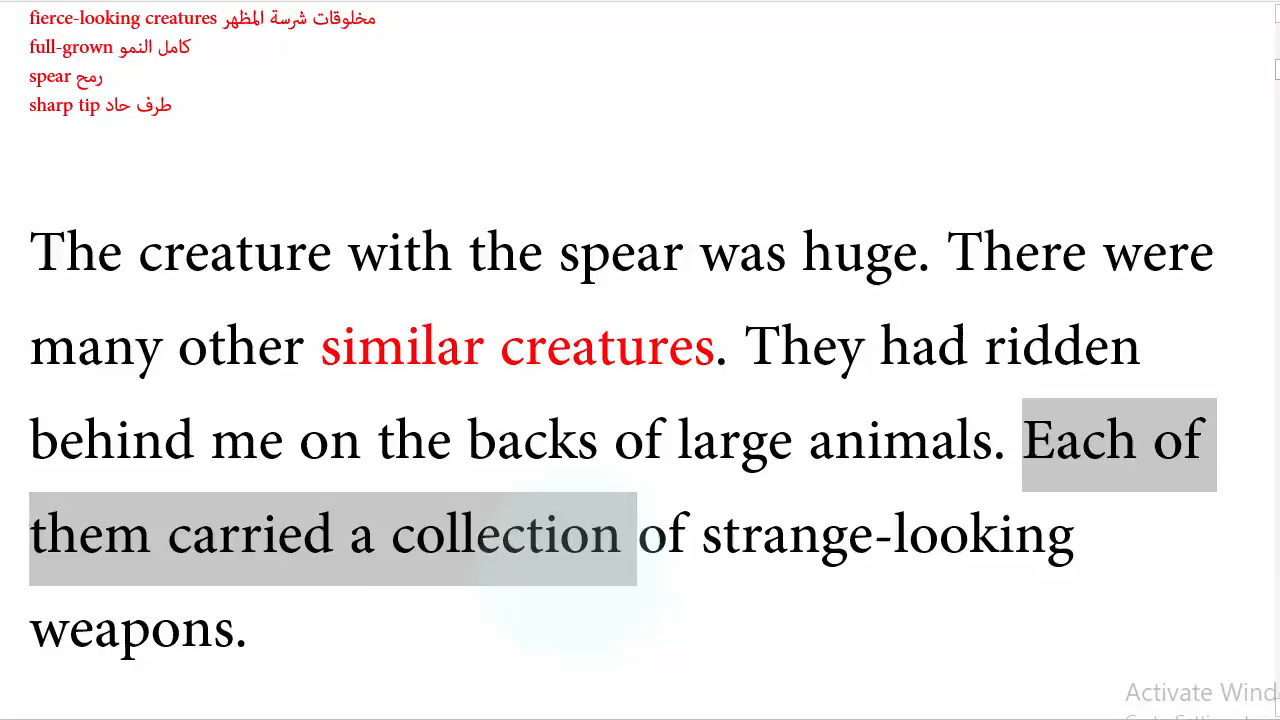 fierce-looking creatures مخلوقات شرسة المظهر
full-grown كامل النمو
spear رمح
sharp tip طرف حاد
The creature with the spear was huge. There were
many other similar creatures. They had ridden
behind me on the backs of large animals. Each of
them carried a collection of strange-looking
weapons.
Activate Wind